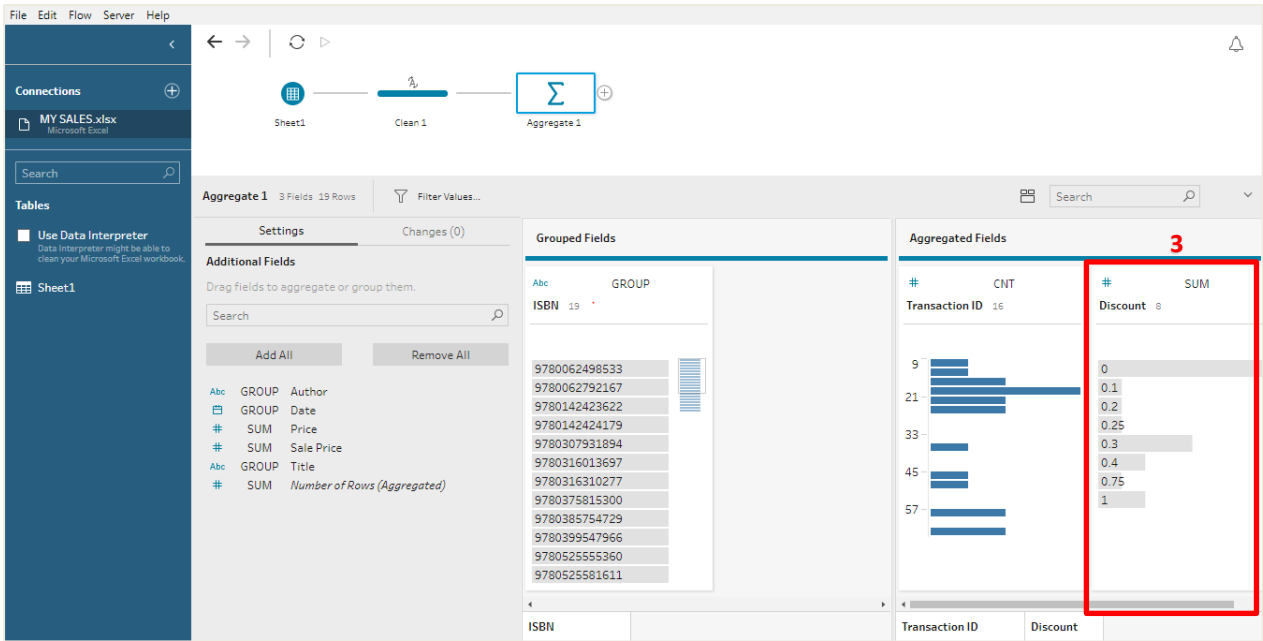 File Edit Flow Server Help
Connections
MY SALES.xlsx
Microsoft Excel
Search
Tables
Use Data Interpreter
Data Interpreter might be able to
clean your Microsoft Excel workbook.
Sheet1
Sheet1
Clean 1
Aggregate 1
Aggregate 1 3 Fields 19 Rows Filter Values...
Search
Settings Changes (0)
Additional Fields
Drag fields to aggregate or group them.
Search
Add All Remove All
Abc GROUP Author
GROUP Date
# SUM Price
# SUM Sale Price
Abc GROUP Title
# SUM Number of Rows (Aggregated)
Grouped Fields
Abc GROUP
ISBN 19
9780062498533
9780062792167
9780142423622
9780142424179
9780307931894
9780316013697
9780316310277
9780375815300
9780385754729
9780399547966
9780525555360
9780525581611
ISBN
Aggregated Fields
# CNT
Transaction ID 16
9
21
33
45
57
3
# SUM
Discount 8
0
0.1
0.2
0.25
0.3
0.4
0.75
1
Transaction ID Discount